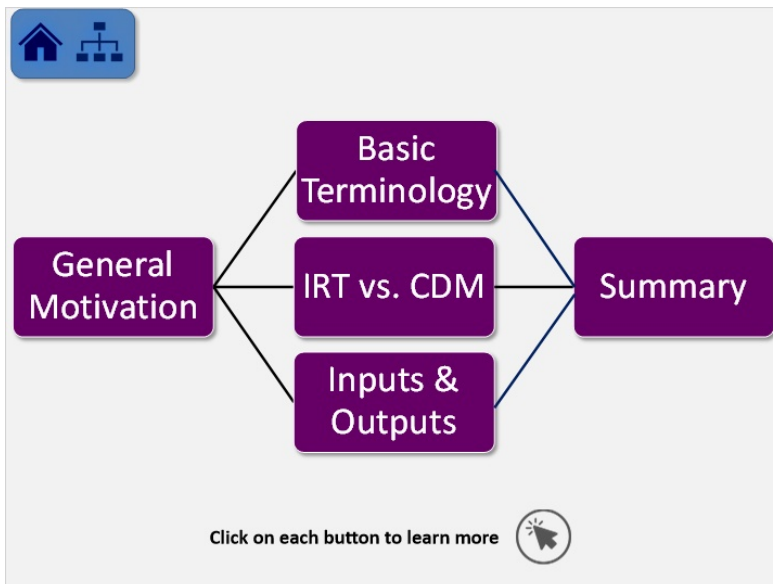 Basic
Terminology
General
Motivation
IRT vs. CDM
Summary
Inputs &
Outputs
Click on each button to learn more